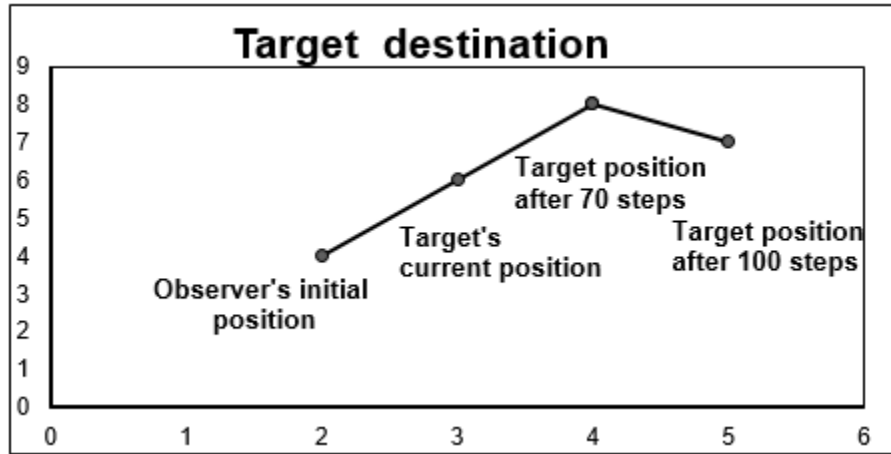 Target destination
9
8
7
6
5
4
3
2
1
0
Target position
after 70 steps
Target's
current position
Target position
after 100 steps
Observer's initial
position
0 1 2 3 4 5 6